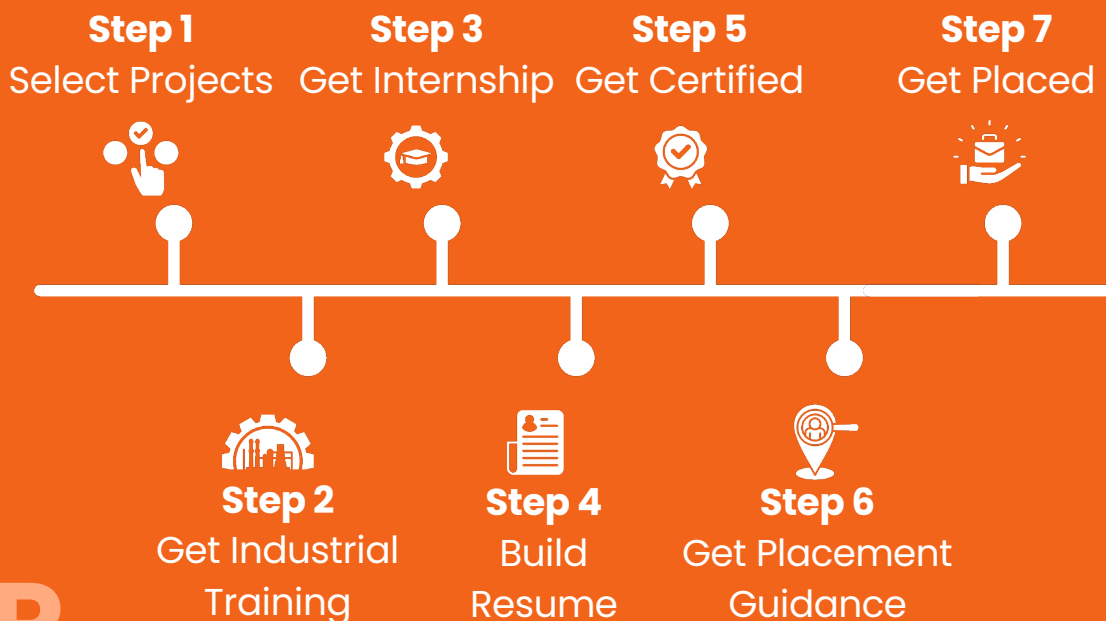 Step 1
Select Projects
Step 3
Get Internship
Step 5
Get Certified
Step 7
Get Placed
Step 2
Get Industrial
Training
Step 4
Build
Resume
Step 6
Get Placement
Guidance